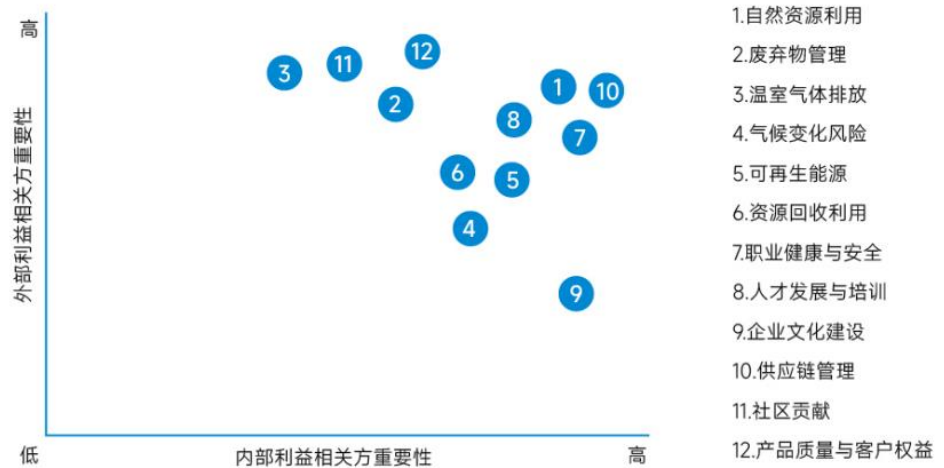 高
外部利益相关方重要性
低
内部利益相关方重要性
高
3
11
12
2
1
10
8
7
6
5
4
9
1.自然资源利用
2.废弃物管理
3.温室气体排放
4.气候变化风险
5.可再生能源
6.资源回收利用
7.职业健康与安全
8.人才发展与培训
9.企业文化建设
10.供应链管理
11.社区贡献
12.产品质量与客户权益